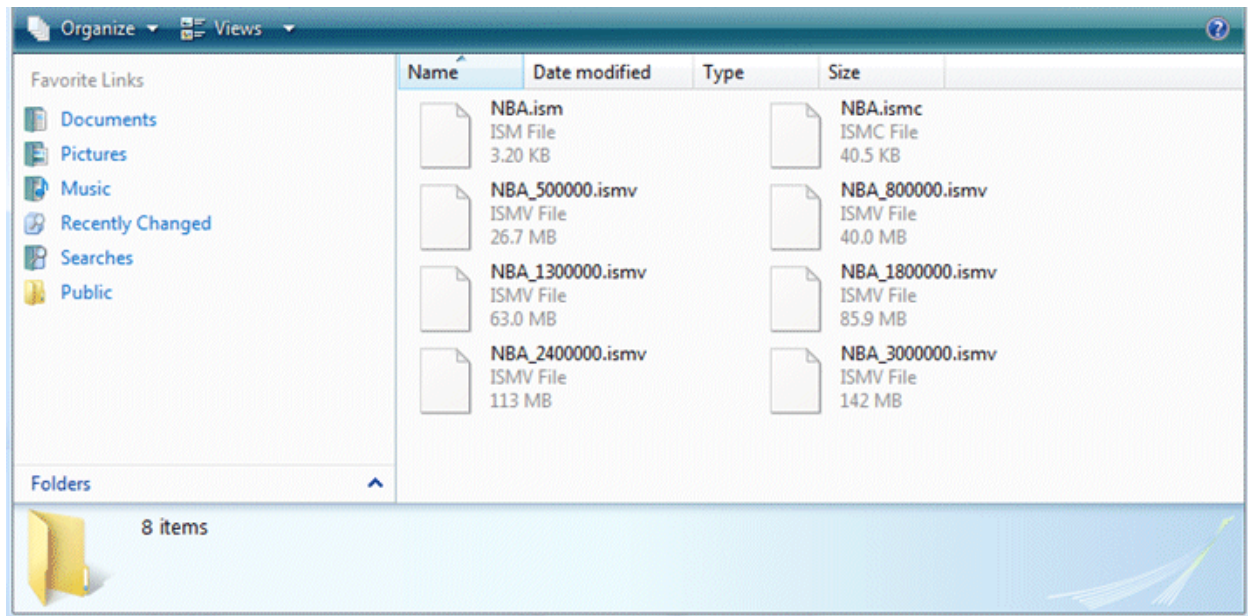 Organize Views
Favorite Links
Documents
Pictures
Music
Recently Changed
Searches
Public
Folders
Name Date modified Type Size
NBA.ism
ISM File
3.20 KB
NBA.ismc
ISMC File
40.5 KB
NBA_500000.ismv
ISMV File
26.7 MB
NBA_800000.ismv
ISMV File
40.0 MB
NBA_1300000.ismv
ISMV File
63.0 MB
NBA_1800000.ismv
ISMV File
85.9 MB
NBA_2400000.ismv
ISMV File
113 MB
NBA_3000000.ismv
ISMV File
142 MB
8 items